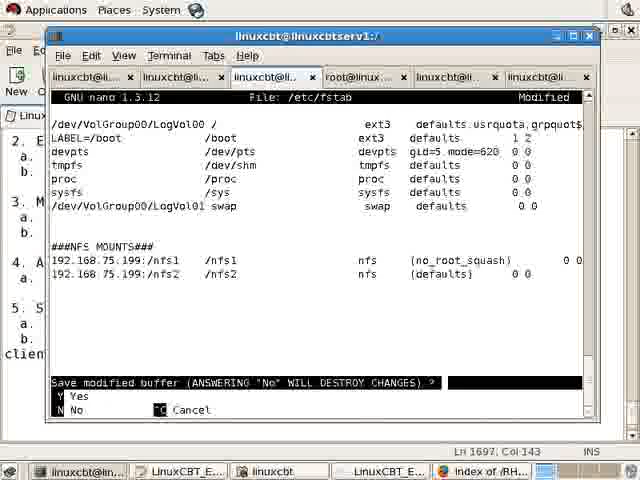 Applications Places System
linuxcbt@linuxcbtserv1:/
File Edit View Terminal Tabs Help
linuxcbt@li... linuxcbt@li... linuxcbt@li.. root@linux... linuxcbt@li... linuxcbt@li...
GNU nano 1.3.12 File: /etc/fstab Modified
/dev/VolGroup00/LogVol00 / ext3 defaults,usrquota,grpquot$
LABEL=/boot /boot ext3 defaults 1 2
devpts /dev/pts devpts gid=5,mode=620 0 0
tmpfs /dev/shm tmpfs defaults 0 0
proc /proc proc defaults 0 0
sysfs /sys sysfs defaults 0 0
/dev/VolGroup00/LogVol01 swap swap defaults 0 0
###NFS MOUNTS###
192.168.75.199:/nfs1 /nfs1 nfs (no_root_squash) 0 0
192.168.75.199:/nfs2 /nfs2 nfs (defaults) 0 0
Save modified buffer (ANSWERING "No" WILL DESTROY CHANGES) ?
Y Yes
N No ^C Cancel
File
New
Linux
2. E
a.
b.
3. M
a.
b.
4. A
a.
5. S
a.
b.
clien
Ln 1697, Col 143 INS
linuxcbt@lin... LinuxCBT_E... linuxcbt LinuxCBT_E... Index of /RH...